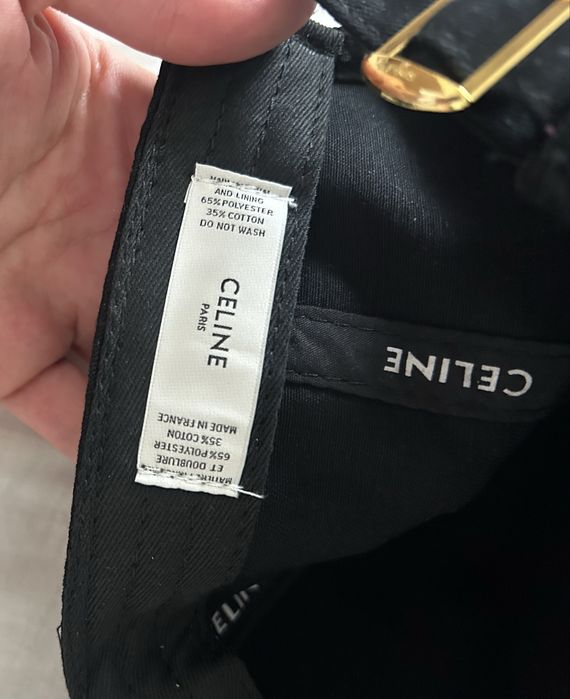 AND LINING
65% POLYESTER
35% COTTON
DO NOT WASH
CELINE
PARIS
ET DOUBLURE
65% POLYESTER
35% COTON
MADE IN FRANCE
CELINE